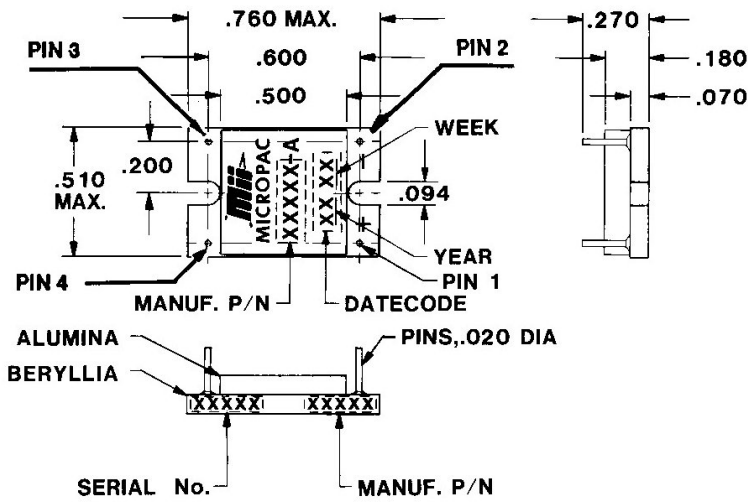 .760 MAX.
.270
PIN 3
.600
PIN 2
.180
.500
.070
WEEK
.200
.510
MAX.
mii
MICROPAC
XXXXX-A
XX XX
.094
+
YEAR
PIN 4
PIN 1
MANUF. P/N
DATECODE
ALUMINA
PINS,.020 DIA
BERYLLIA
XXXXX
XXXXX
SERIAL No.
MANUF. P/N